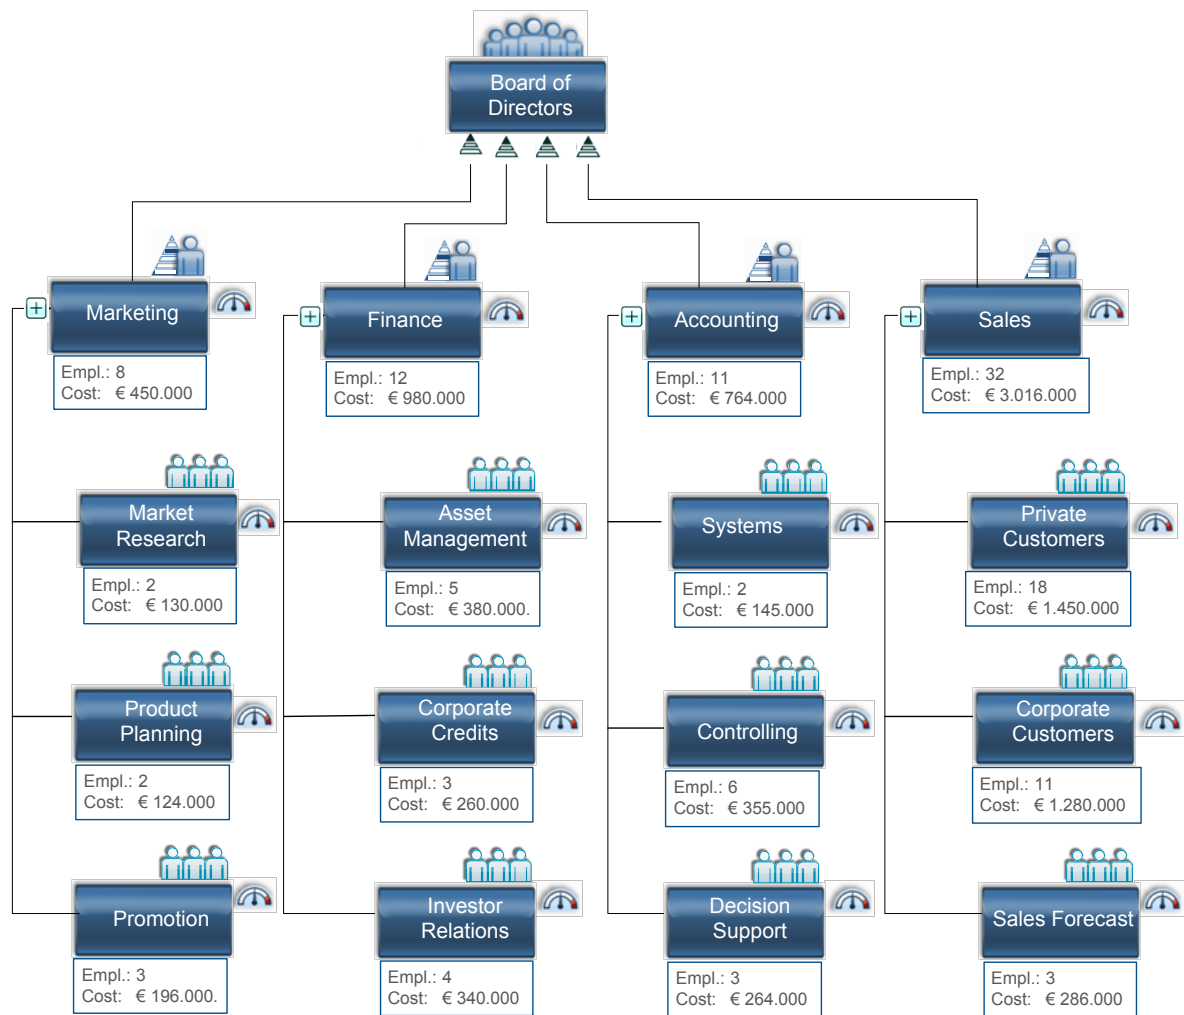 Board of
Directors
Marketing
Empl.: 8
Cost: € 450.000
Finance
Empl.: 12
Cost: € 980.000
Accounting
Empl.: 11
Cost: € 764.000
Sales
Empl.: 32
Cost: € 3.016.000
Market
Research
Empl.: 2
Cost: € 130.000
Asset
Management
Empl.: 5
Cost: € 380.000.
Systems
Empl.: 2
Cost: € 145.000
Private
Customers
Empl.: 18
Cost: € 1.450.000
Product
Planning
Empl.: 2
Cost: € 124.000
Corporate
Credits
Empl.: 3
Cost: € 260.000
Controlling
Empl.: 6
Cost: € 355.000
Corporate
Customers
Empl.: 11
Cost: € 1.280.000
Promotion
Empl.: 3
Cost: € 196.000.
Investor
Relations
Empl.: 4
Cost: € 340.000
Decision
Support
Empl.: 3
Cost: € 264.000
Sales Forecast
Empl.: 3
Cost: € 286.000